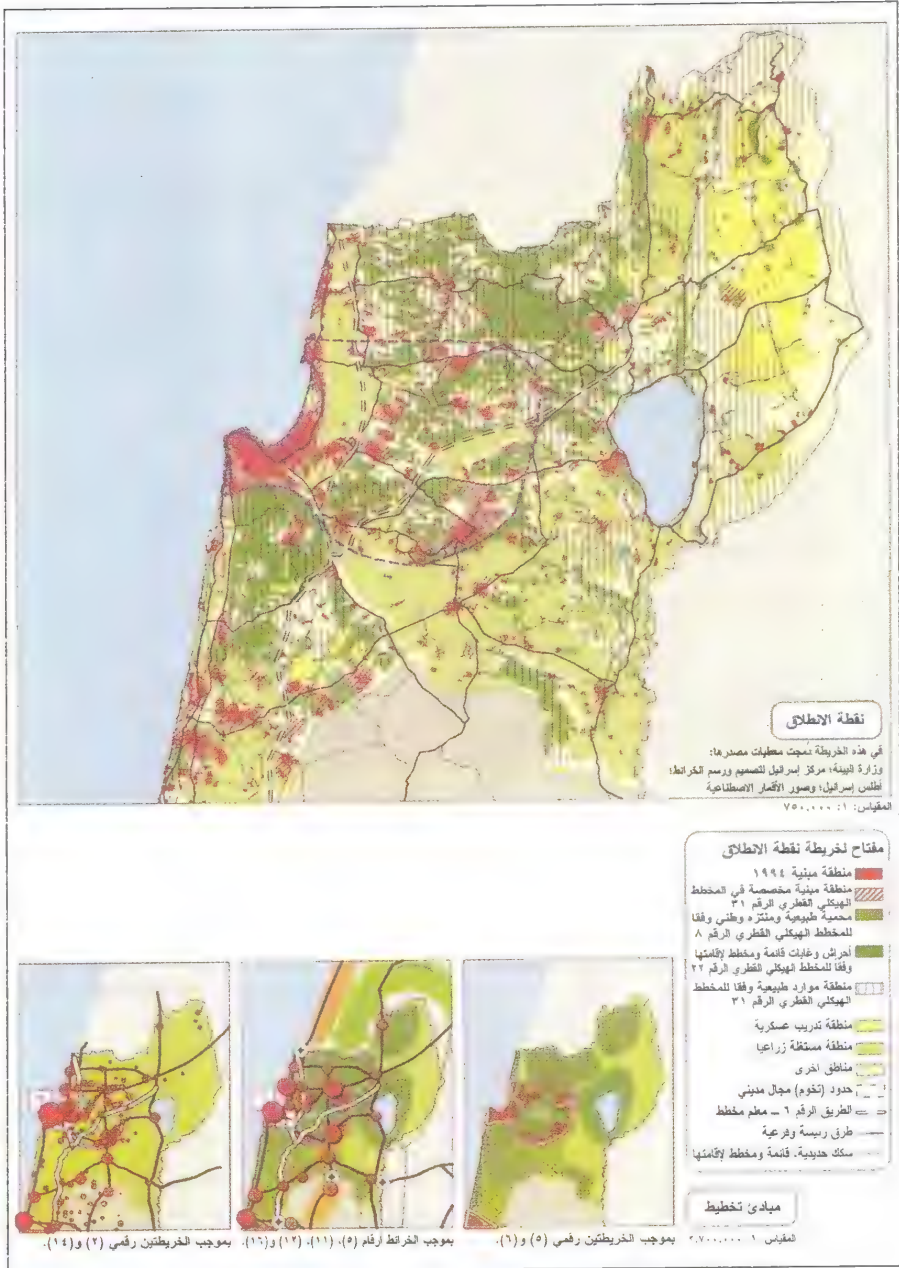 نقطة الانطلاق
في هذه الخريطة دمجت معطيات مصدرها:
وزارة البيئة؛ مركز إسرائيل للتصميم ورسم الخرائط؛
أطلس إسرائيل؛ وصور الأقمار الاصطناعية
المقياس: ١: ٧٥٠,٠٠٠
مفتاح لخريطة نقطة الانطلاق
منطقة مبنية ١٩٩٤
منطقة مبنية مخصصة في المخطط
الهيكلي القطري الرقم ٣١
محمية طبيعية ومنتزه وطني وفقا
للمخطط الهيكلي القطري الرقم ٨
أحراش وغابات قائمة ومخطط لإقامتها
وفقا للمخطط الهيكلي القطري الرقم ٢٢
منطقة موارد طبيعية وفقا للمخطط
الهيكلي القطري الرقم ٣١
منطقة تدريب عسكرية
منطقة مستغلة زراعيا
مناطق أخرى
حدود (تخوم) مجال مديني
الطريق الرقم ٦ ــ معلم مخطط
طرق رئيسة وفرعية
سكك حديدية، قائمة ومخطط لإقامتها
مبادئ تخطيط
المقياس ١: ٢,٧٠٠,٠٠٠
بموجب الخريطتين رقمي (٥) و(٦).
بموجب الخرائط أرقام (٥)، (١١)، (١٢) و(١٦).
بموجب الخريطتين رقمي (٢) و(١٤).